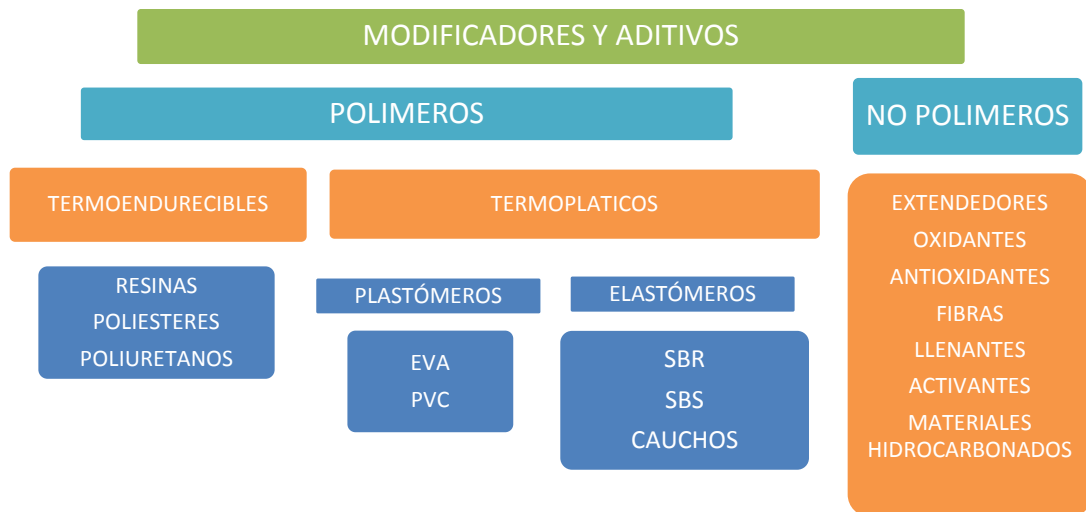 MODIFICADORES Y ADITIVOS
POLIMEROS
NO POLIMEROS
TERMOENDURECIBLES
TERMOPLATICOS
RESINAS
POLIESTERES
POLIURETANOS
PLASTÓMEROS
EVA
PVC
ELASTÓMEROS
SBR
SBS
CAUCHOS
EXTENDEDORES
OXIDANTES
ANTIOXIDANTES
FIBRAS
LLENANTES
ACTIVANTES
MATERIALES
HIDROCARBONADOS